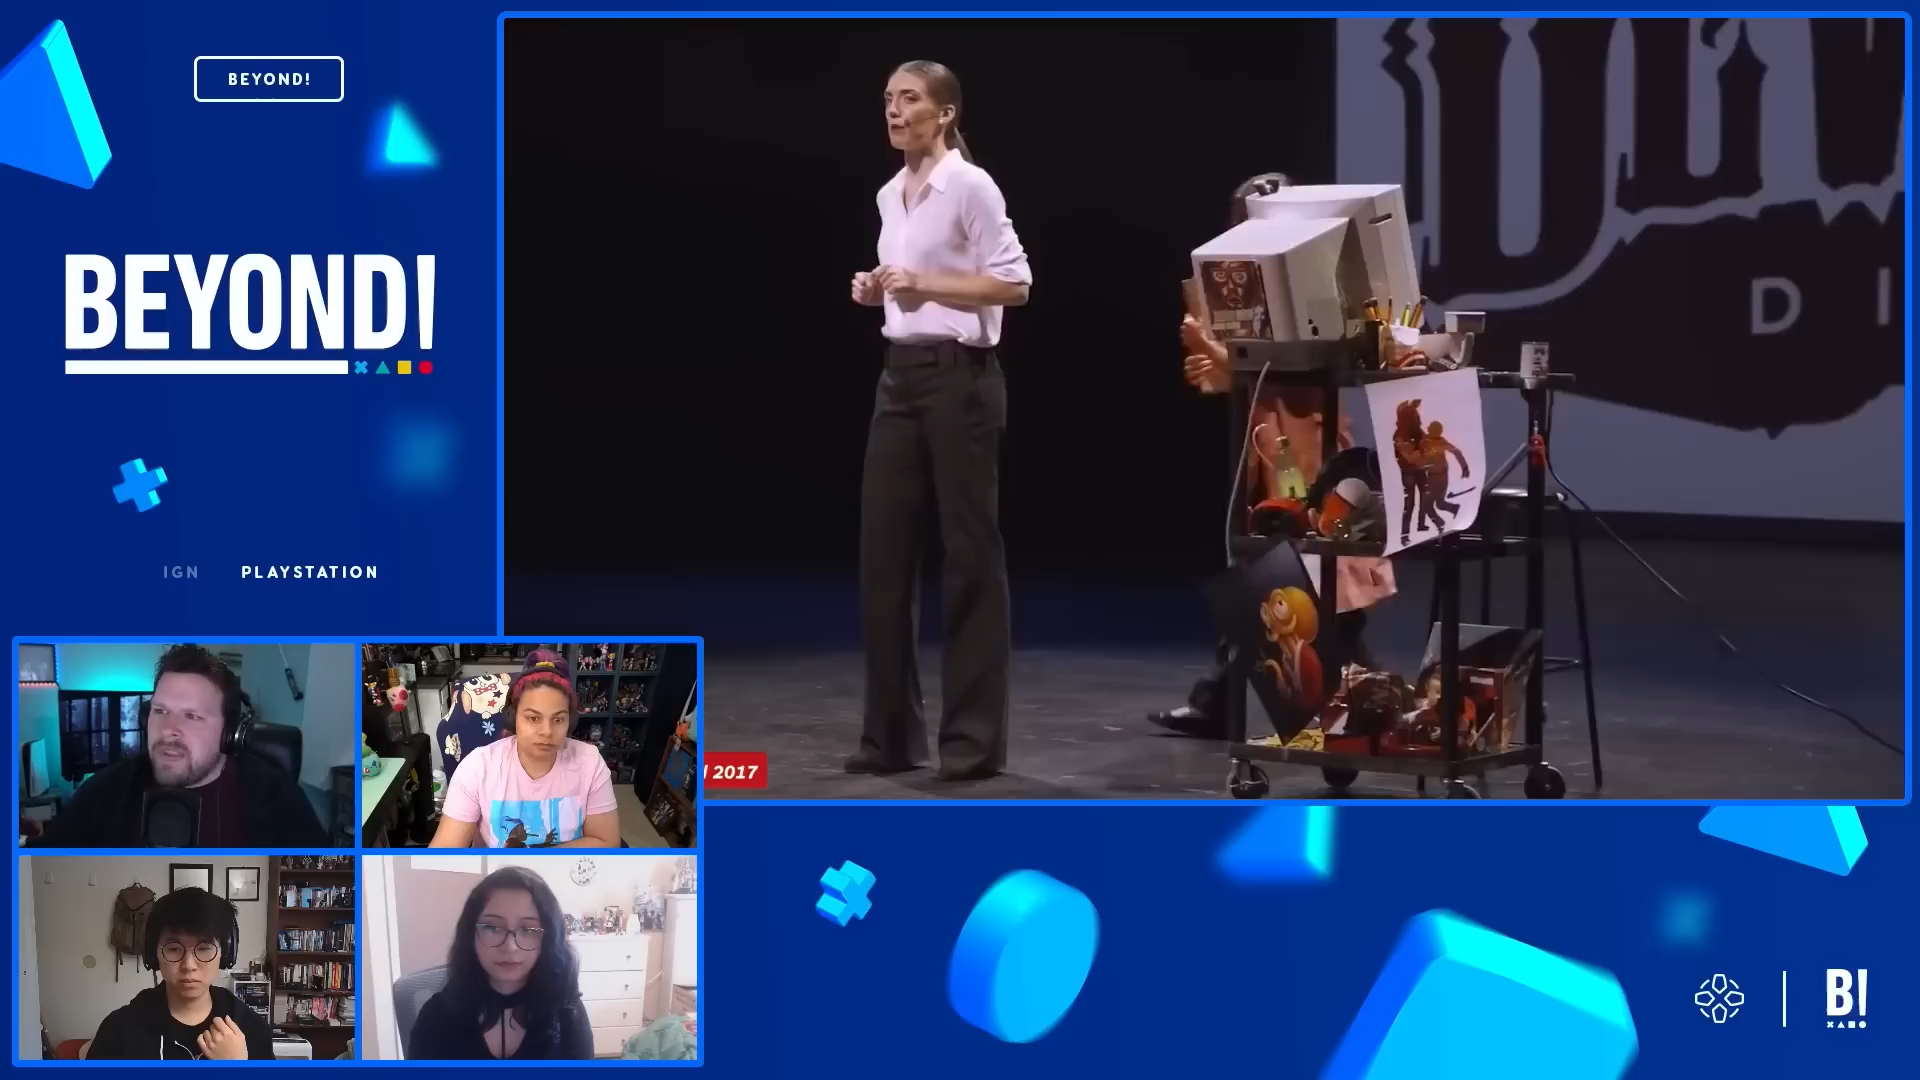 BEYOND!
BEYOND!
IGN PLAYSTATION
2017
D I
B!